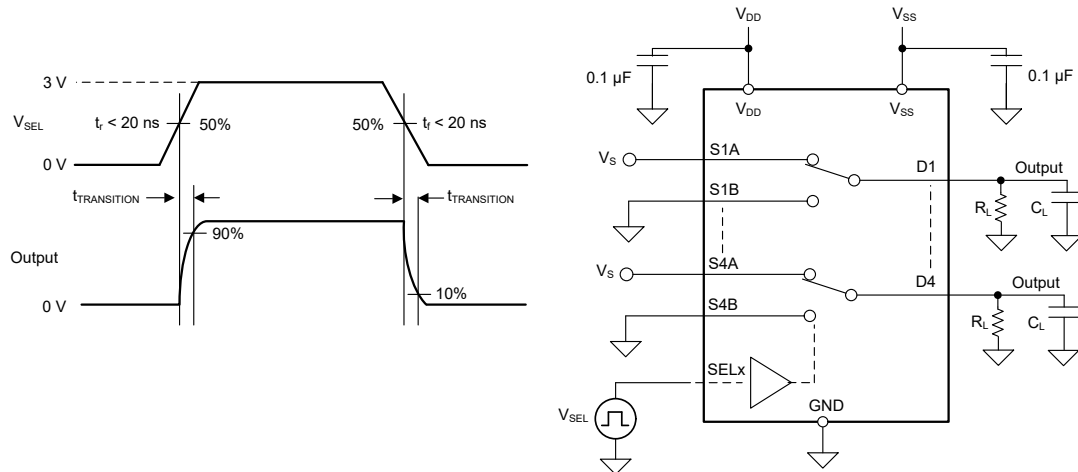 3 V
V_SEL
t_r < 20 ns
50%
50%
t_f < 20 ns
0 V
t_TRANSITION
t_TRANSITION
90%
Output
10%
0 V
V_DD
V_SS
0.1 µF
0.1 µF
V_DD
V_SS
V_S
S1A
D1
Output
S1B
R_L
C_L
V_S
S4A
D4
Output
S4B
R_L
C_L
SELx
V_SEL
GND